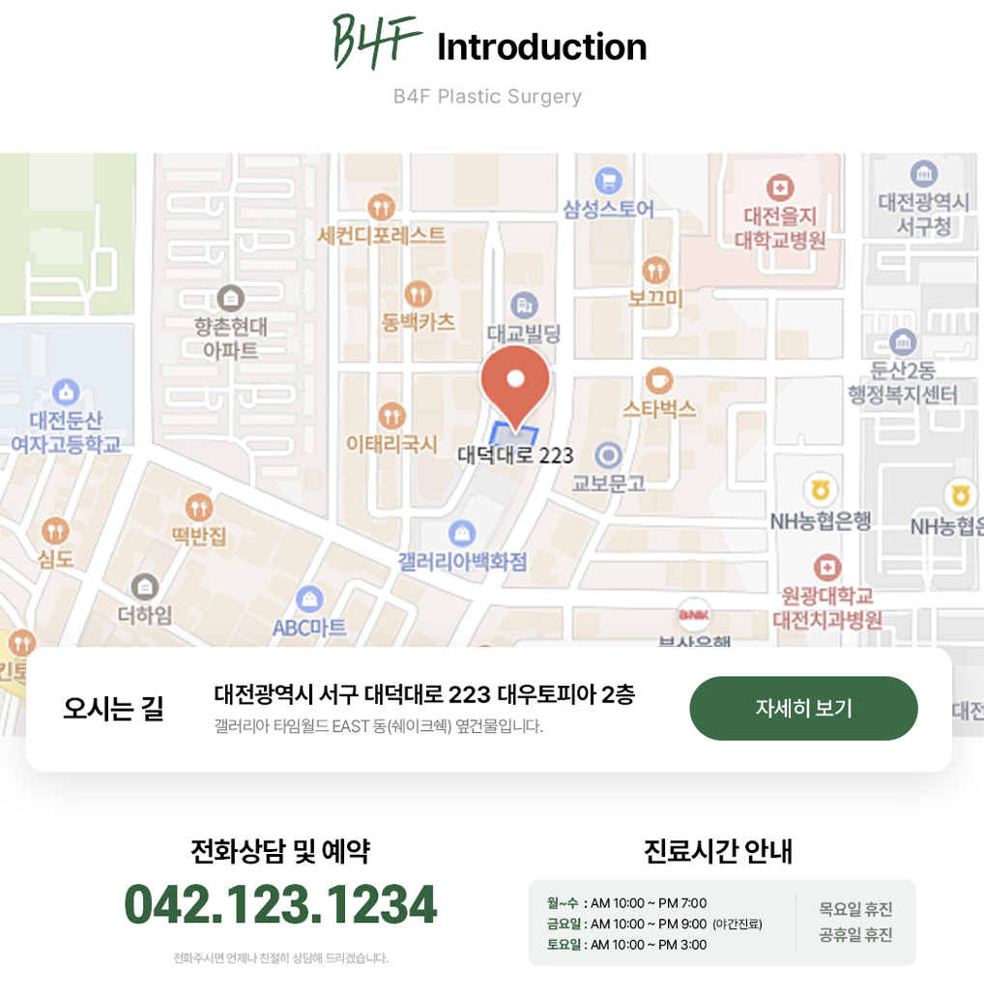 B4F Introduction
B4F Plastic Surgery
삼성스토어
대전을지
대학교병원
대전광역시
서구청
세컨디포레스트
보끄미
향촌현대
아파트
동백카츠
대교빌딩
둔산2동
행정복지센터
대전둔산
여자고등학교
이태리국시
스타벅스
대덕대로 223
교보문고
떡반집
NH농협은행
NH농협은
심도
갤러리아백화점
더하임
ABC마트
원광대학교
대전치과병원
BNK
부산은행
킨토
대전
오시는 길
대전광역시 서구 대덕대로 223 대우토피아 2층
갤러리아 타임월드 EAST 동(쉐이크쉑) 옆건물입니다.
자세히 보기
전화상담 및 예약
042.123.1234
전화주시면 언제나 친절히 상담해 드리겠습니다.
진료시간 안내
월~수 : AM 10:00 ~ PM 7:00
금요일 : AM 10:00 ~ PM 9:00 (야간진료)
토요일 : AM 10:00 ~ PM 3:00
목요일 휴진
공휴일 휴진